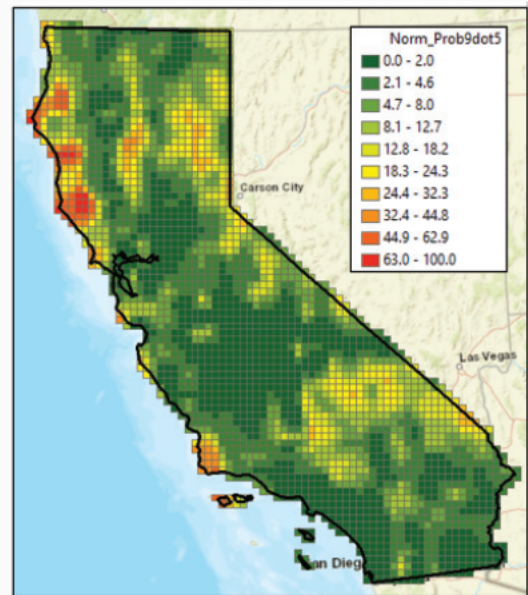 Norm_Prob9dot5
0.0 - 2.0
2.1 - 4.6
4.7 - 8.0
8.1 - 12.7
12.8 - 18.2
18.3 - 24.3
24.4 - 32.3
32.4 - 44.8
44.9 - 62.9
63.0 - 100.0
Carson City
Las Vegas
an Dieg